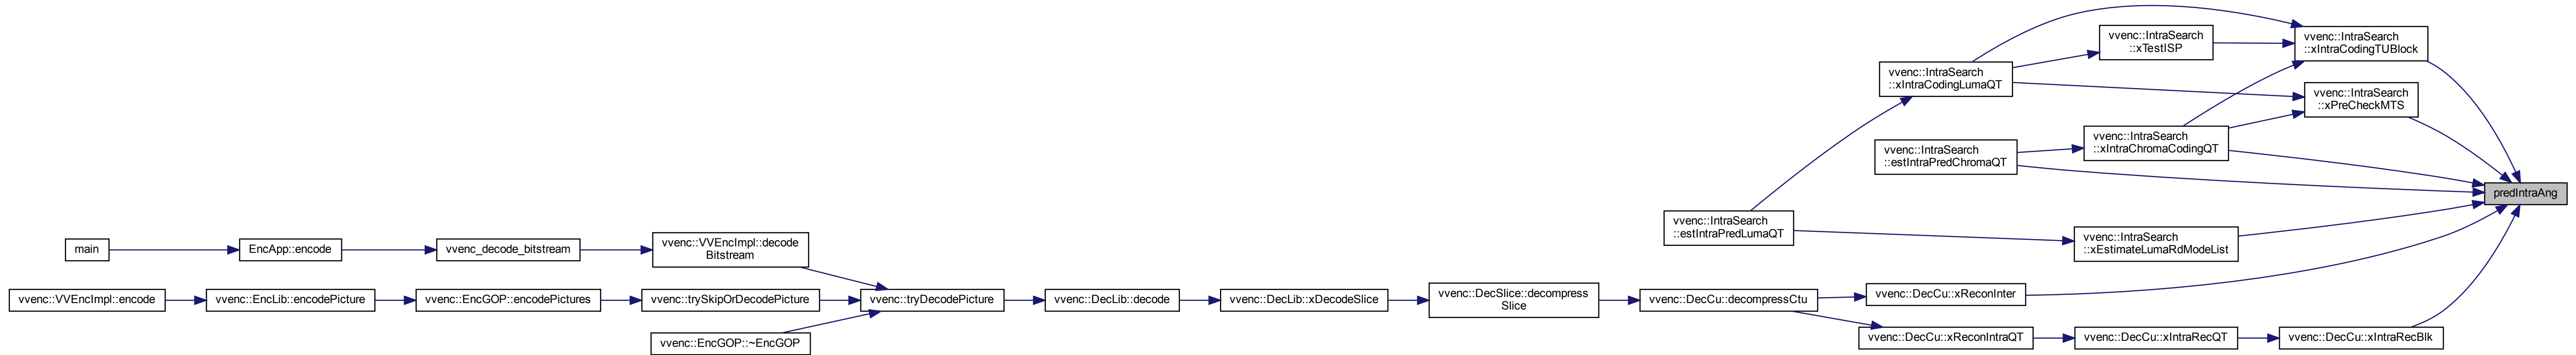 vvenc::IntraSearch
::xIntraCodingTUBlock
vvenc::IntraSearch
::xTestISP
vvenc::IntraSearch
::xIntraCodingLumaQT
vvenc::IntraSearch
::xPreCheckMTS
vvenc::IntraSearch
::xIntraChromaCodingQT
vvenc::IntraSearch
::estIntraPredChromaQT
predIntraAng
vvenc::IntraSearch
::estIntraPredLumaQT
vvenc::IntraSearch
::xEstimateLumaRdModeList
main
EncApp::encode
vvenc_decode_bitstream
vvenc::VVEncImpl::decode
Bitstream
vvenc::VVEncImpl::encode
vvenc::EncLib::encodePicture
vvenc::EncGOP::encodePictures
vvenc::trySkipOrDecodePicture
vvenc::tryDecodePicture
vvenc::DecLib::decode
vvenc::DecLib::xDecodeSlice
vvenc::DecSlice::decompress
Slice
vvenc::DecCu::decompressCtu
vvenc::DecCu::xReconInter
vvenc::EncGOP::~EncGOP
vvenc::DecCu::xReconIntraQT
vvenc::DecCu::xIntraRecQT
vvenc::DecCu::xIntraRecBlk